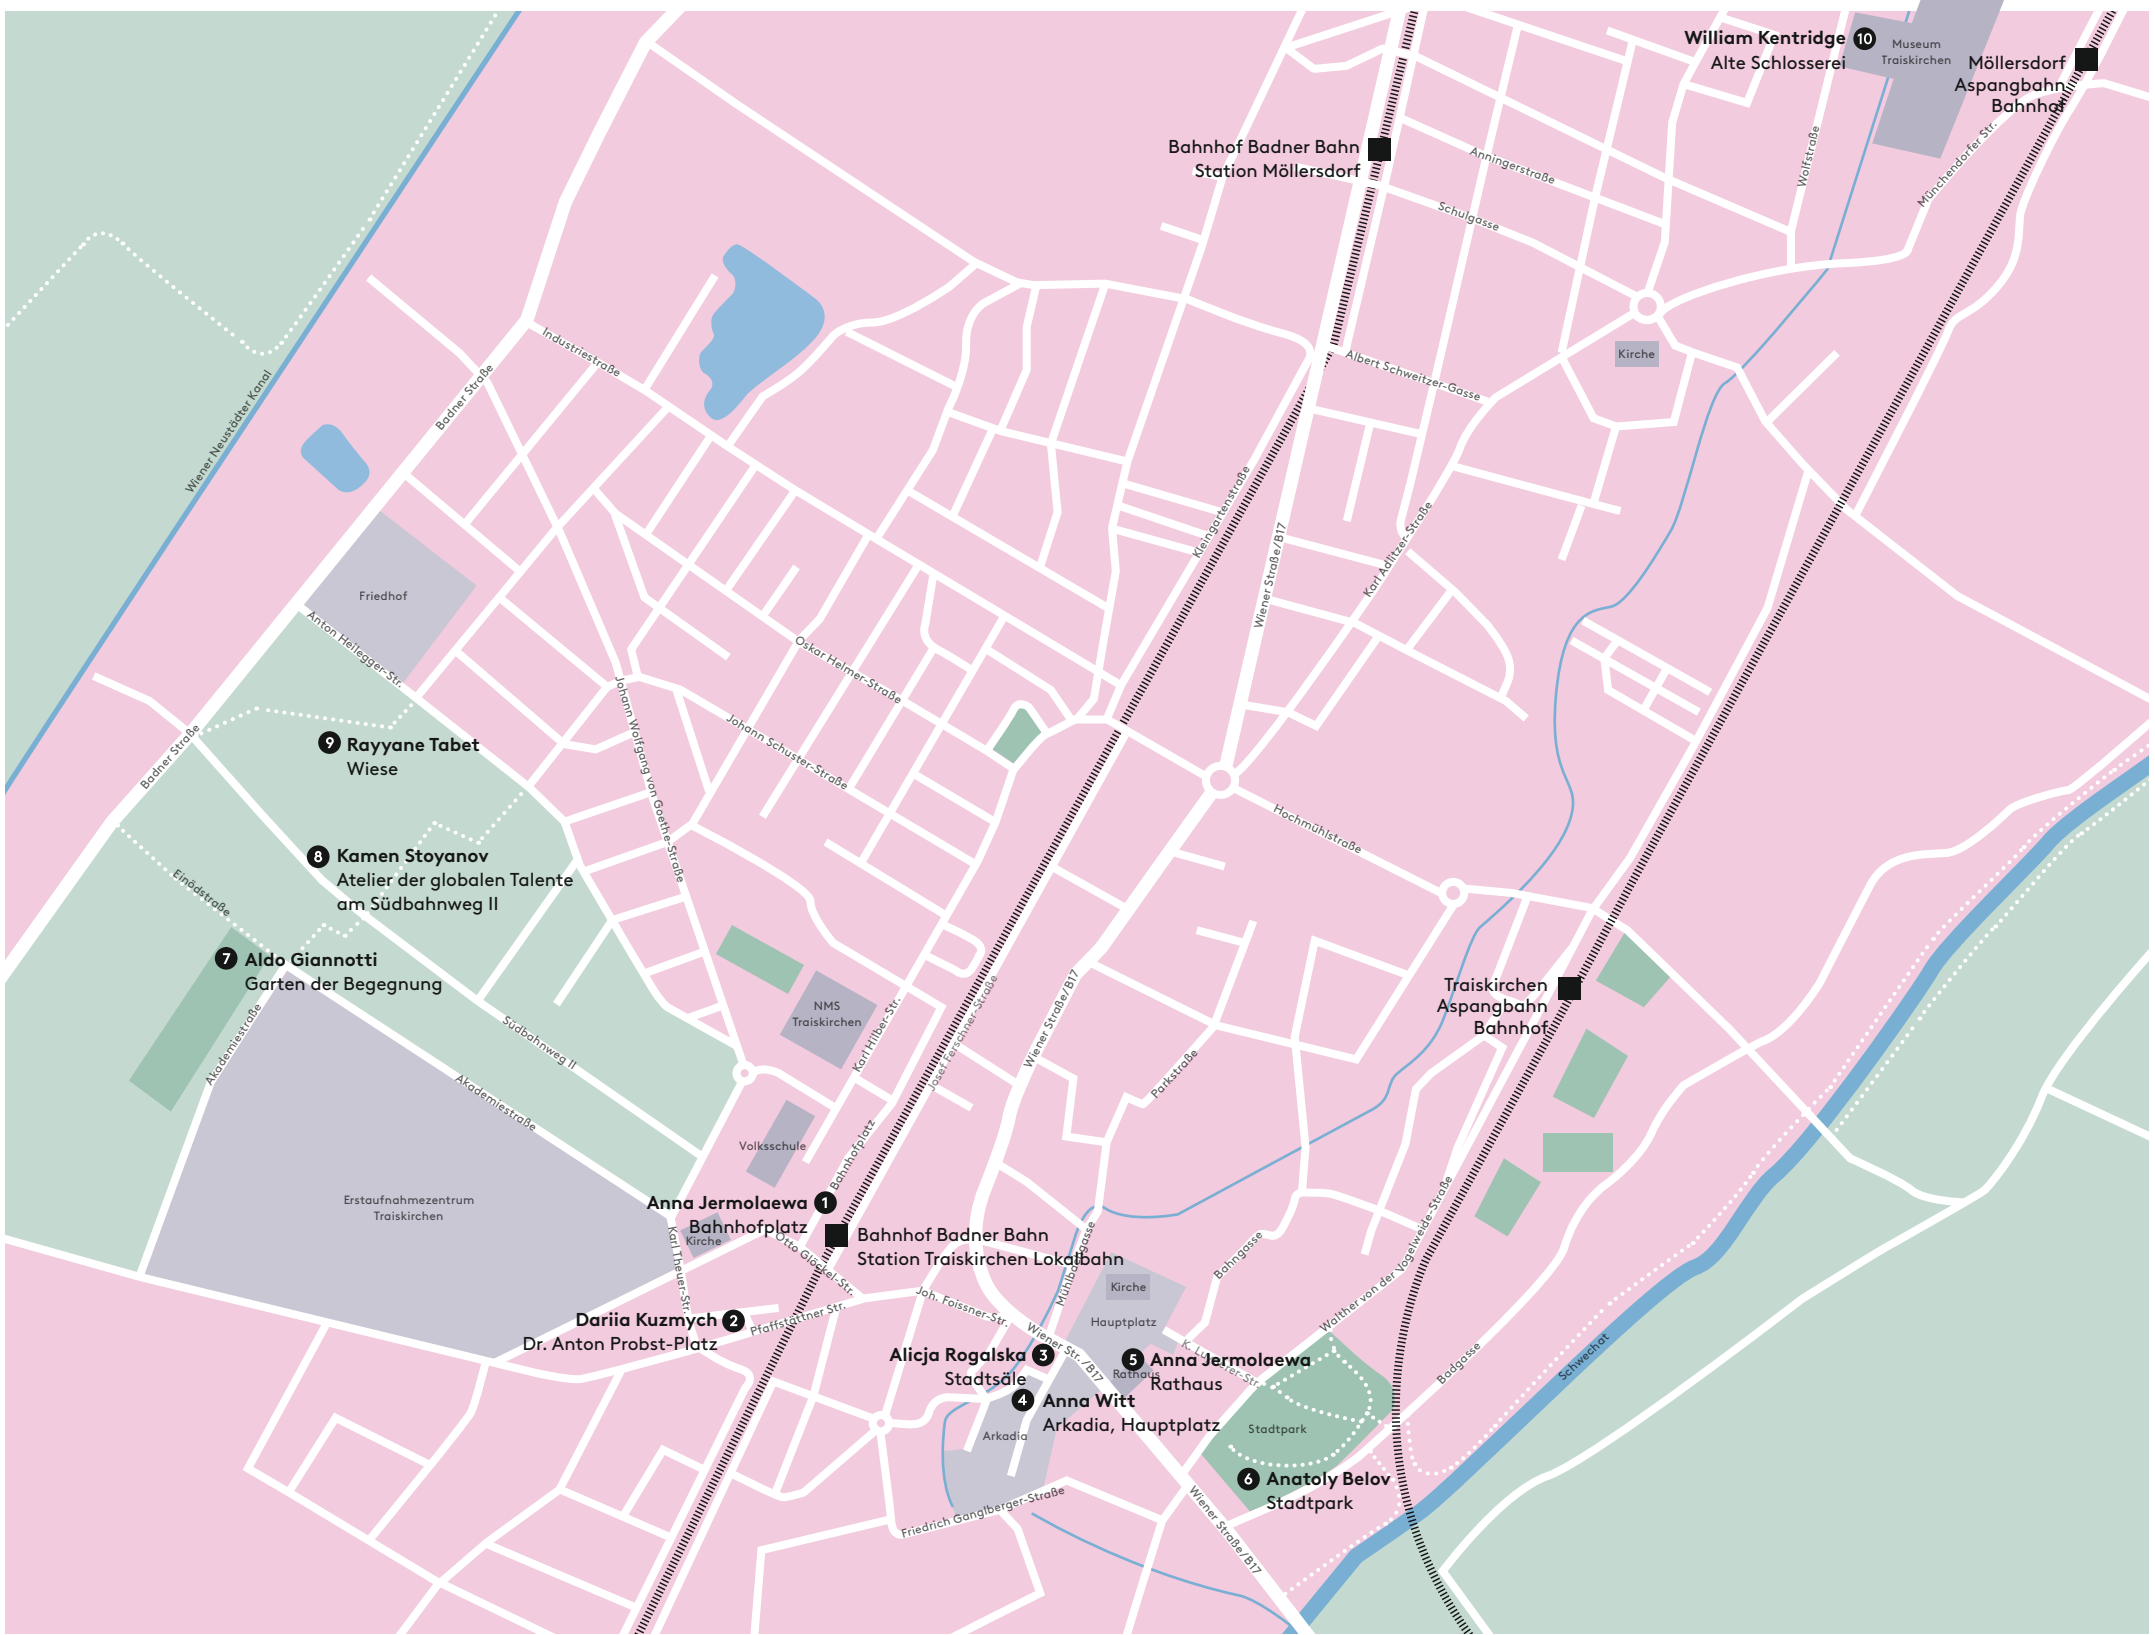 William Kentridge 10
Alte Schlosserei
Museum
Traiskirchen
Möllersdorf
Aspangbahn
Bahnhof
Münchendorfer Str.
Wolfstraße
Bahnhof Badner Bahn
Station Möllersdorf
Anningerstraße
Schulgasse
Kirche
Albert Schweitzer-Gasse
Industriestraße
Badner Straße
Wiener Neustädter Kanal
Kleingartenstraße
Wiener Straße/B17
Karl Adlitzer-Straße
Friedhof
Anton Heilegger-Str.
Oskar Helmer-Straße
Johann Wolfgang von Goethe-Straße
Johann Schuster-Straße
Badner Straße
9 Rayyane Tabet
Wiese
Hochmühlstraße
8 Kamen Stoyanov
Atelier der globalen Talente
am Südbahnweg II
Einödstraße
7 Aldo Giannotti
Garten der Begegnung
Traiskirchen
Aspangbahn
Bahnhof
NMS
Traiskirchen
Karl Hilber-Str.
Josef Ferschner-Straße
Wiener Straße/B17
Parkstraße
Akademiestraße
Südbahnweg II
Akademiestraße
Volksschule
Bahnhofplatz
Erstaufnahmezentrum
Traiskirchen
Anna Jermolaewa 1
Bahnhofplatz
Kirche
Karl Theuer-Str.
Otto Glöckel-Str.
Bahnhof Badner Bahn
Station Traiskirchen Lokalbahn
Mühlbachgasse
Bahngasse
Walther von der Vogelweide-Straße
Kirche
Hauptplatz
Joh. Foissner-Str.
Pfaffstättner Str.
Dariia Kuzmych 2
Dr. Anton Probst-Platz
Wiener Str./B17
Alicja Rogalska 3
Stadtsäle
5 Anna Jermolaewa
Rathaus
Rathaus
4 Anna Witt
Arkadia, Hauptplatz
Arkadia
Stadtpark
Badgasse
Schwechat
6 Anatoly Belov
Stadtpark
Friedrich Ganglberger-Straße
Wiener Straße/B17